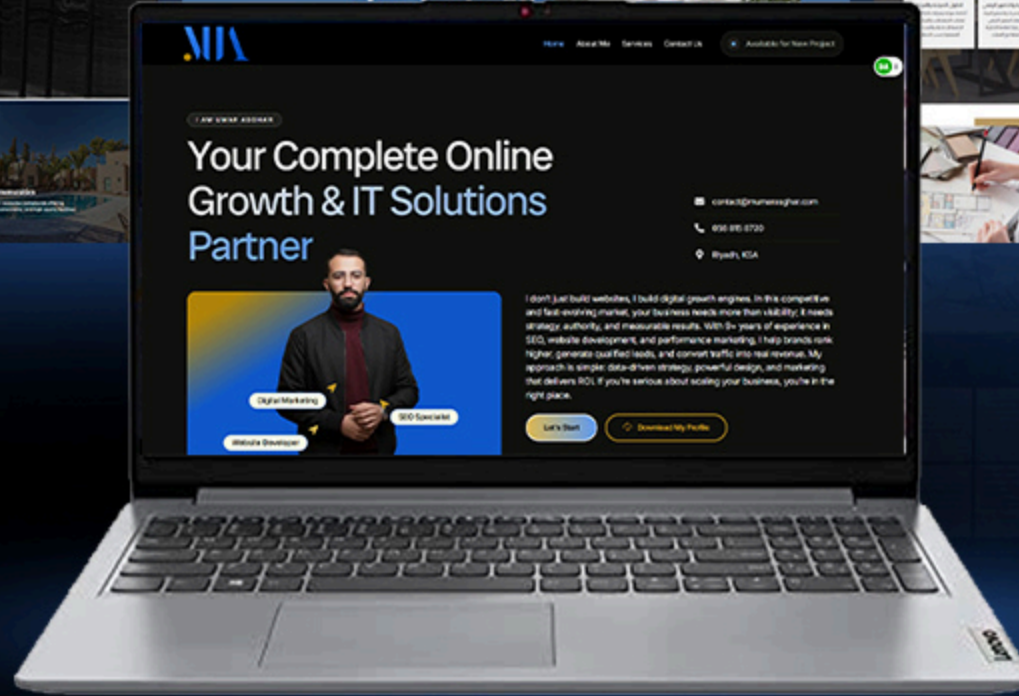 MUA
Home About Me Services Contact Us Available for New Project
I AM UMAR ASGHAR
Your Complete Online
Growth & IT Solutions
Partner
contact@mumarasghar.com
Riyadh, KSA
I don't just build websites, I build digital growth engines. In this competitive
and fast-evolving market, your business needs more than visibility; it needs
strategy, authority, and measurable results. With 9+ years of experience in
SEO, website development, and performance marketing, I help brands rank
higher, generate qualified leads, and convert traffic into real revenue. My
approach is simple: data-driven strategy, powerful design, and marketing
that delivers ROI. If you're serious about scaling your business, you're in the
right place.
Digital Marketing
SEO Specialist
Website Developer
Let's Start
Download My Profile
Lenovo